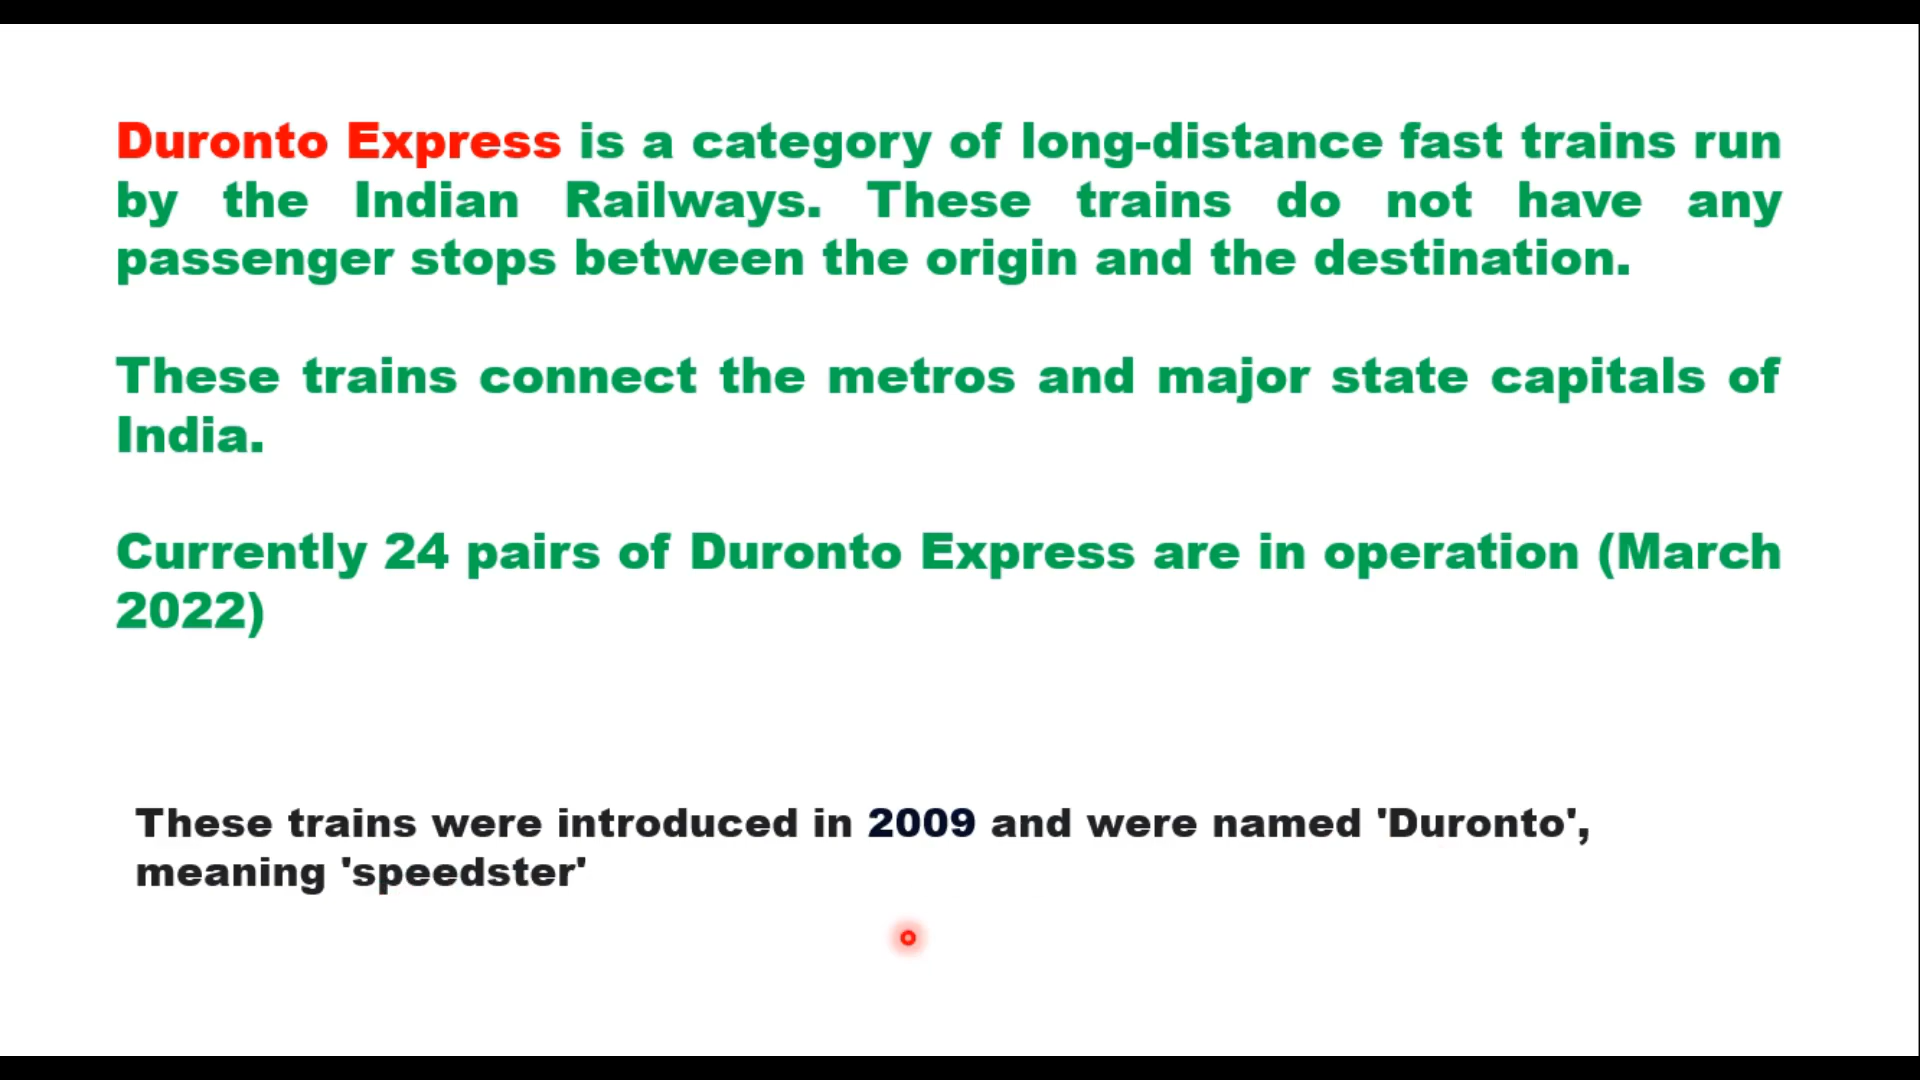 Duronto Express is a category of long-distance fast trains run
by the Indian Railways. These trains do not have any
passenger stops between the origin and the destination.
These trains connect the metros and major state capitals of
India.
Currently 24 pairs of Duronto Express are in operation (March
2022)
These trains were introduced in 2009 and were named 'Duronto',
meaning 'speedster'